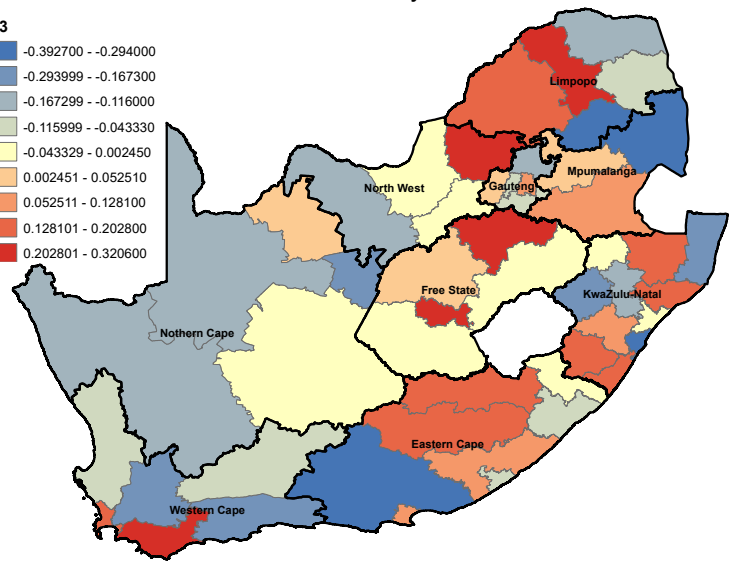 3
-0.392700 - -0.294000
-0.293999 - -0.167300
-0.167299 - -0.116000
-0.115999 - -0.043330
-0.043329 - 0.002450
0.002451 - 0.052510
0.052511 - 0.128100
0.128101 - 0.202800
0.202801 - 0.320600
Limpopo
Mpumalanga
North West
Gauteng
Free State
KwaZulu-Natal
Nothern Cape
Eastern Cape
Western Cape